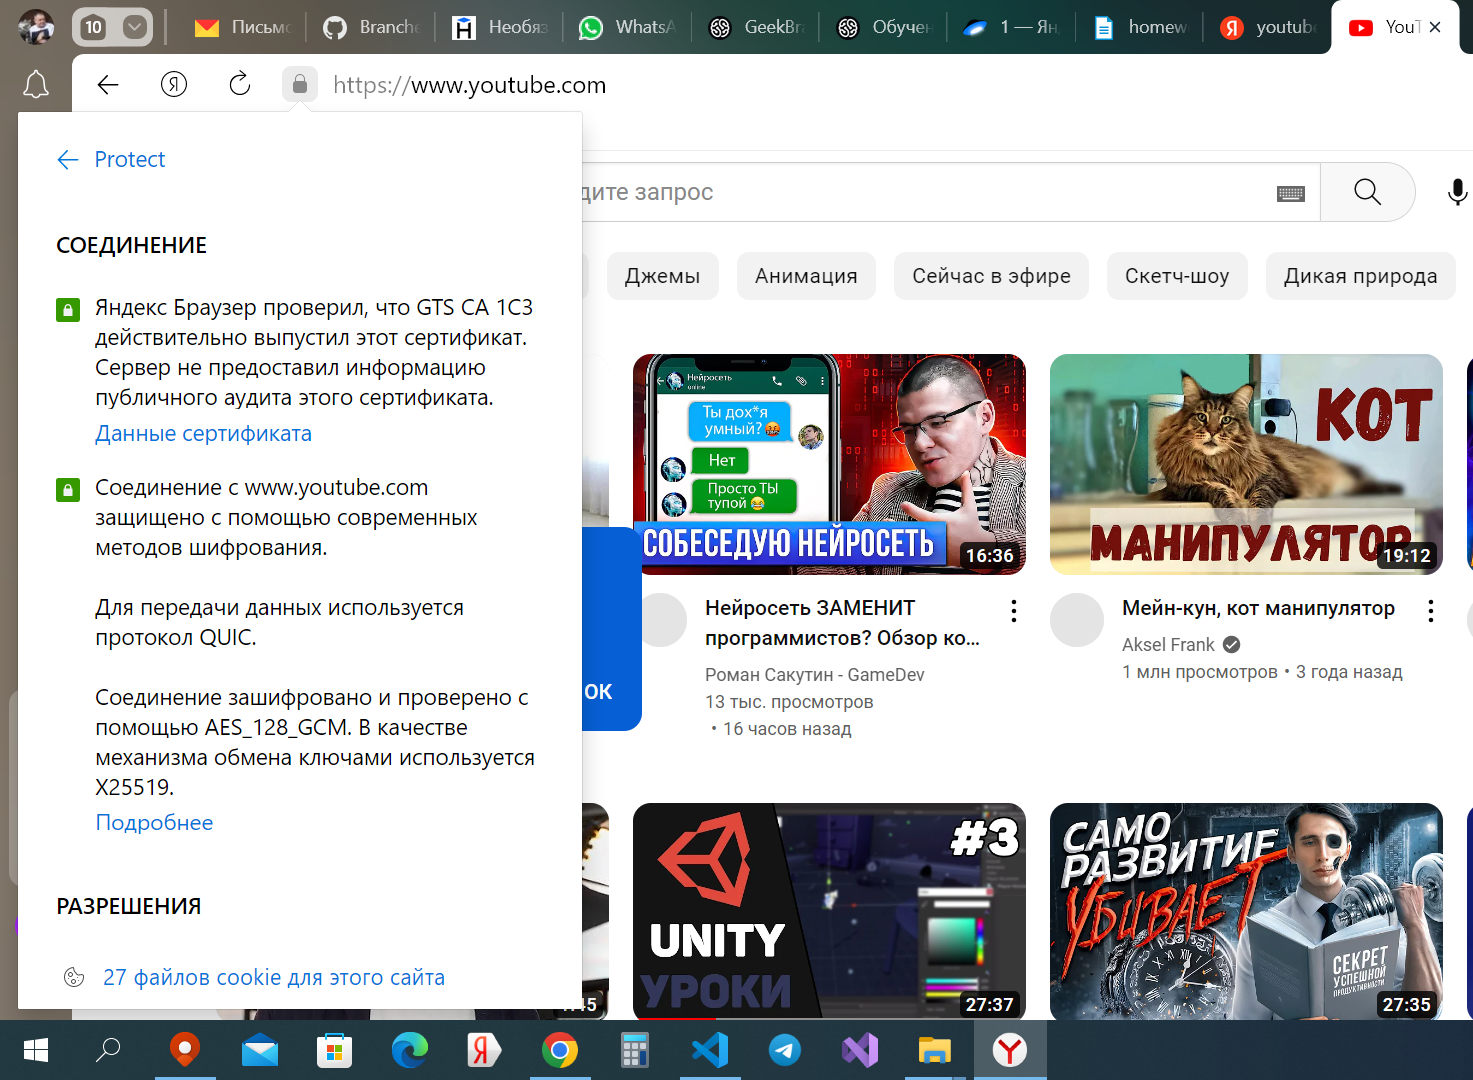 10
Письмо
Branche
Необяз
WhatsA
GeekBra
Обучен
1 — Ян
homew
youtube
YouT
https://www.youtube.com
Protect
дите запрос
СОЕДИНЕНИЕ
Джемы
Анимация
Сейчас в эфире
Скетч-шоу
Дикая природа
Яндекс Браузер проверил, что GTS CA 1C3
действительно выпустил этот сертификат.
Сервер не предоставил информацию
публичного аудита этого сертификата.
Данные сертификата
Соединение с www.youtube.com
защищено с помощью современных
методов шифрования.
Для передачи данных используется
протокол QUIC.
Соединение зашифровано и проверено с
помощью AES_128_GCM. В качестве
механизма обмена ключами используется
X25519.
Подробнее
РАЗРЕШЕНИЯ
27 файлов cookie для этого сайта
ОК
Нейросеть
online
Ты дох*я
умный?
Нет
Просто ТЫ
тупой
СОБЕСЕДУЮ НЕЙРОСЕТЬ
16:36
Нейросеть ЗАМЕНИТ
программистов? Обзор ко...
Роман Сакутин - GameDev
13 тыс. просмотров
• 16 часов назад
КОТ
МАНИПУЛЯТОР
19:12
Мейн-кун, кот манипулятор
Aksel Frank
1 млн просмотров • 3 года назад
:45
#3
UNITY
УРОКИ
27:37
САМО
РАЗВИТИЕ
УБИВАЕТ
СЕКРЕТ
УСПЕШНОЙ
ПРОДУКТИВНОСТИ
27:35